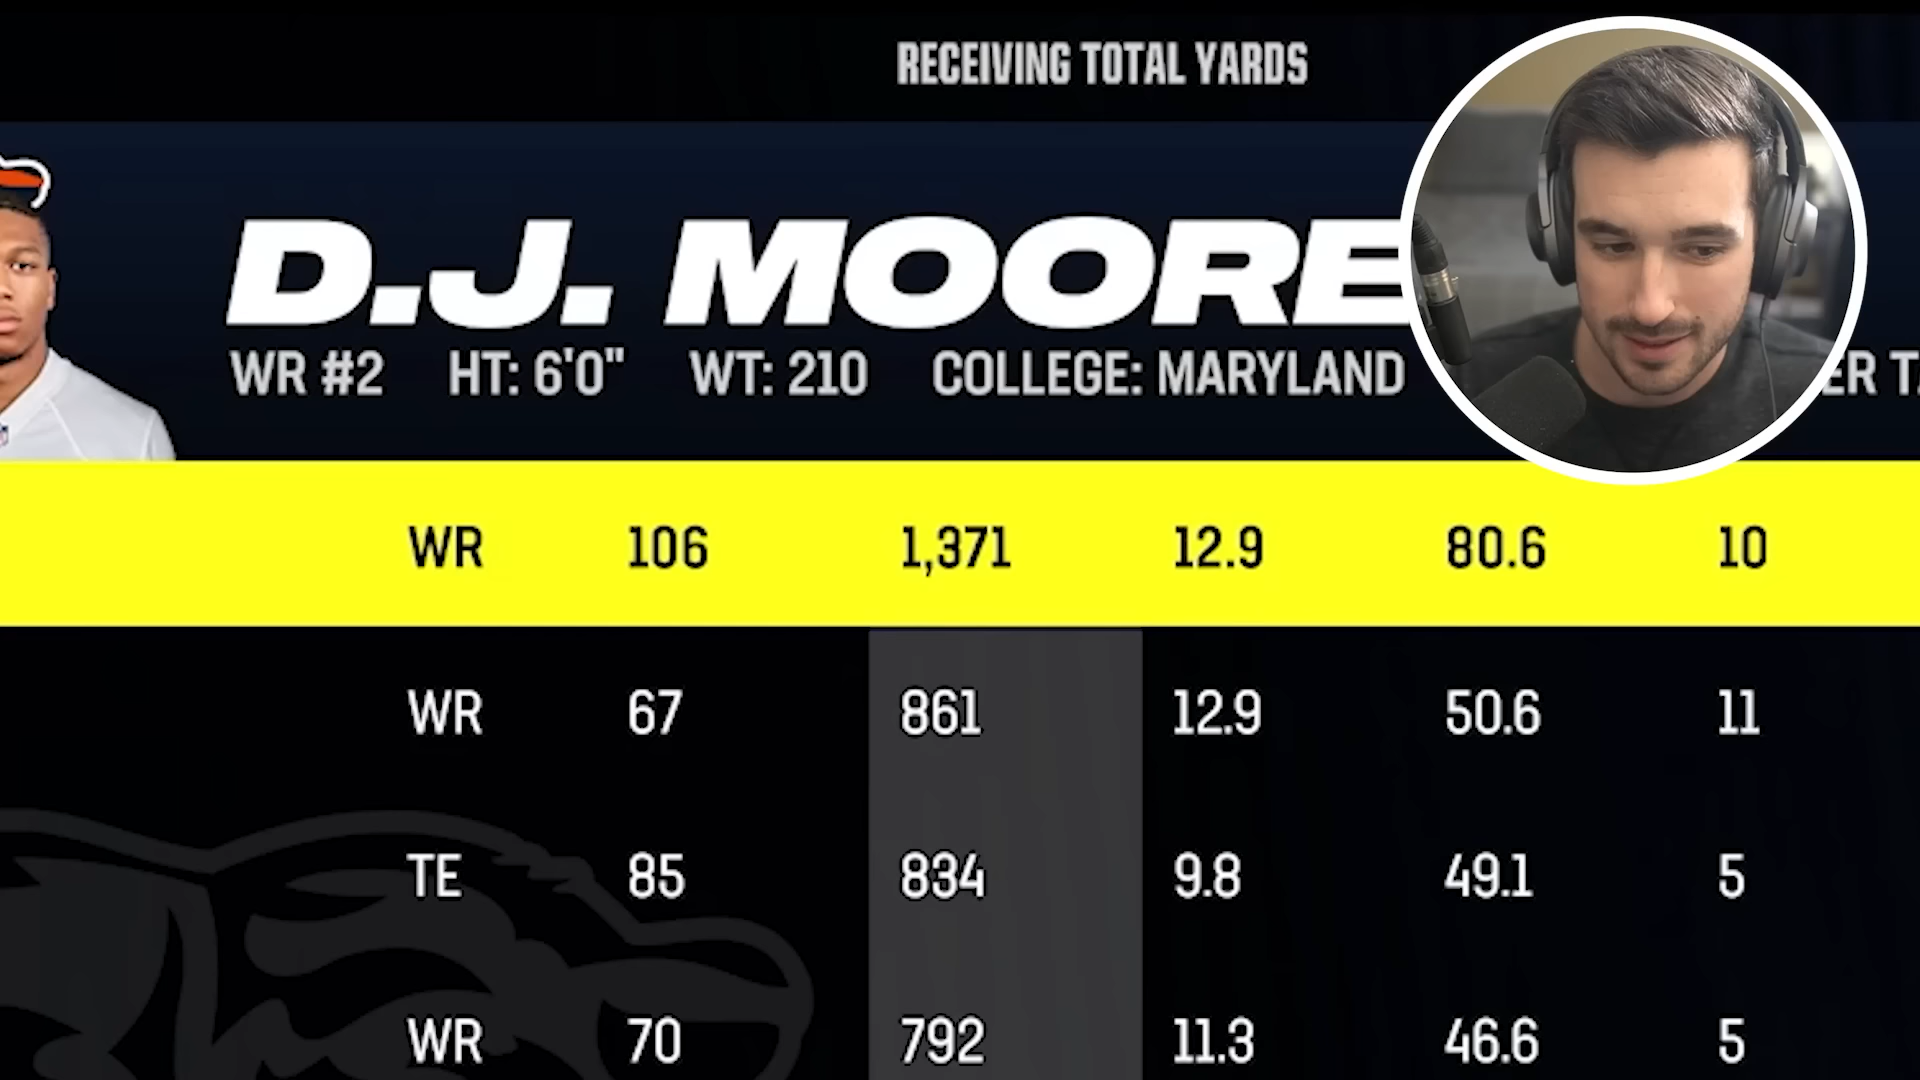 RECEIVING TOTAL YARDS
D.J. MOORE
WR #2 HT: 6'0" WT: 210 COLLEGE: MARYLAND
WR 106 1,371 12.9 80.6 10
WR 67 861 12.9 50.6 11
TE 85 834 9.8 49.1 5
WR 70 792 11.3 46.6 5